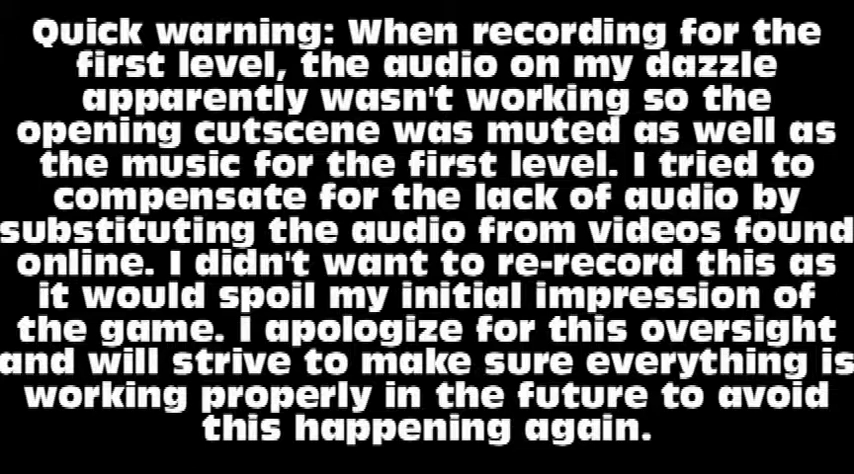 Quick warning: When recording for the
first level, the audio on my dazzle
apparently wasn't working so the
opening cutscene was muted as well as
the music for the first level. I tried to
compensate for the lack of audio by
substituting the audio from videos found
online. I didn't want to re-record this as
it would spoil my initial impression of
the game. I apologize for this oversight
and will strive to make sure everything is
working properly in the future to avoid
this happening again.